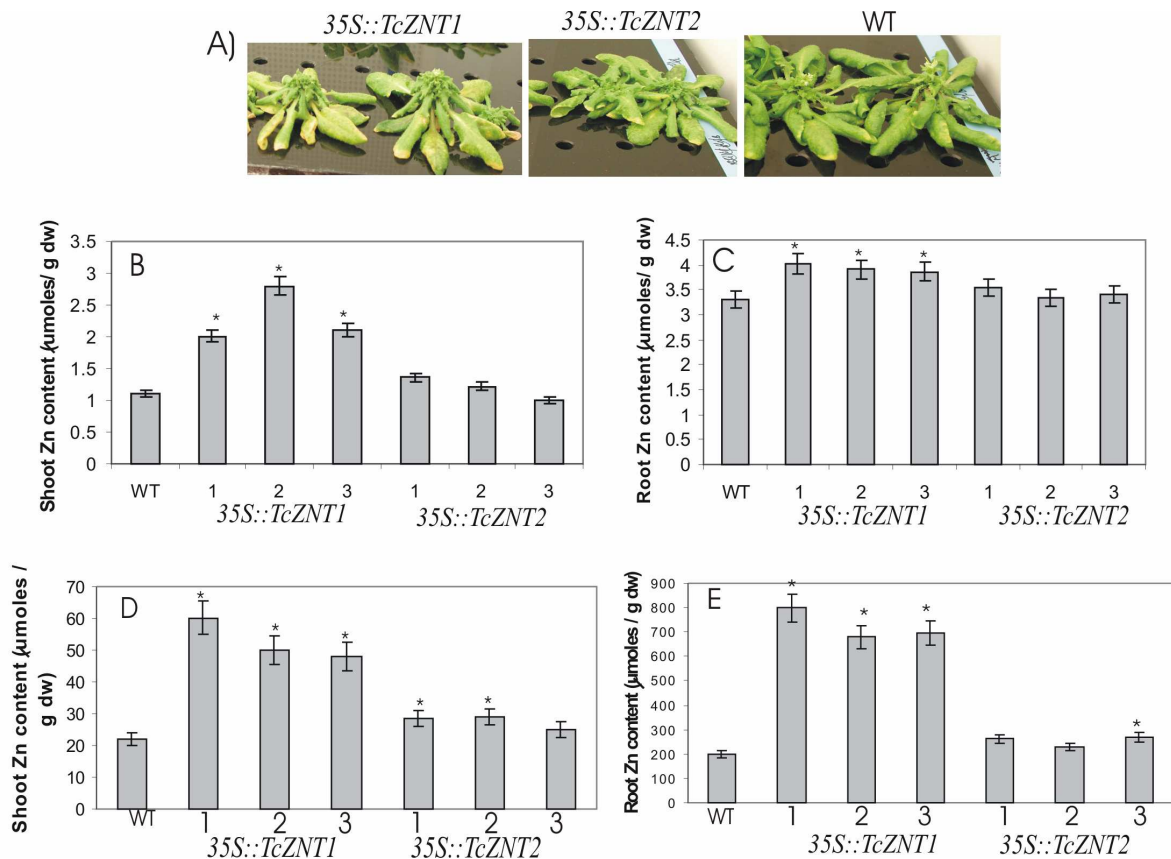 35S::TcZNT1 35S::TcZNT2 WT
A)
B
Shoot Zn content (µmoles/ g dw)
3.5
3
2.5
2
1.5
1
0.5
0
* * *
WT 1 2 3 1 2 3
35S::TcZNT1 35S::TcZNT2
C
Root Zn content (µmoles/ g dw)
4.5
4
3.5
3
2.5
2
1.5
1
0.5
0
* * *
WT 1 2 3 1 2 3
35S::TcZNT1 35S::TcZNT2
D
Shoot Zn content (µmoles /
g dw)
70
60
50
40
30
20
10
0
* * * * *
WT 1 2 3 1 2 3
35S::TcZNT1 35S::TcZNT2
E
Root Zn content (µmoles / g dw)
900
800
700
600
500
400
300
200
100
0
* * * *
WT 1 2 3 1 2 3
35S::TcZNT1 35S::TcZNT2